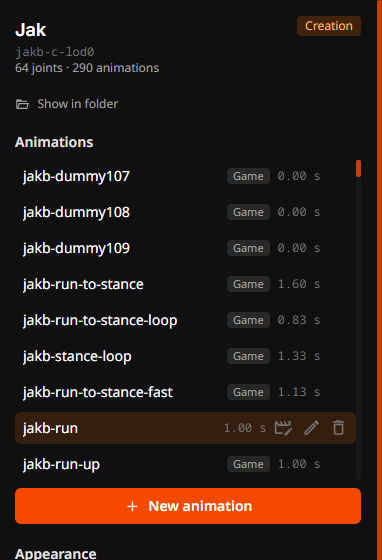 Jak
Creation
jakb-c-lod0
64 joints · 290 animations
Show in folder
Animations
jakb-dummy107 Game 0.00 s
jakb-dummy108 Game 0.00 s
jakb-dummy109 Game 0.00 s
jakb-run-to-stance Game 1.60 s
jakb-run-to-stance-loop Game 0.83 s
jakb-stance-loop Game 1.33 s
jakb-run-to-stance-fast Game 1.13 s
jakb-run 1.00 s
jakb-run-up Game 1.00 s
+ New animation
Appearance